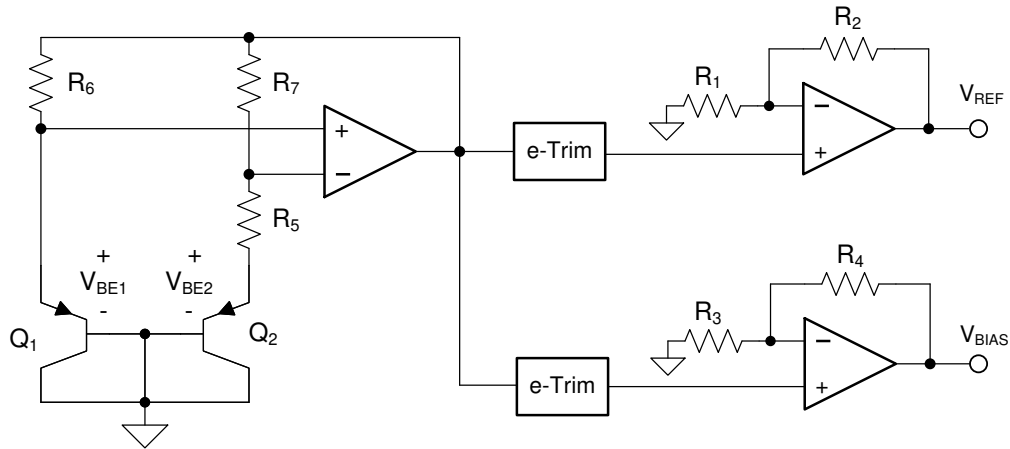 R6
R7
+
−
R5
+
VBE1
-
+
VBE2
-
Q1
Q2
e-Trim
R1
R2
−
+
VREF
e-Trim
R3
R4
−
+
VBIAS